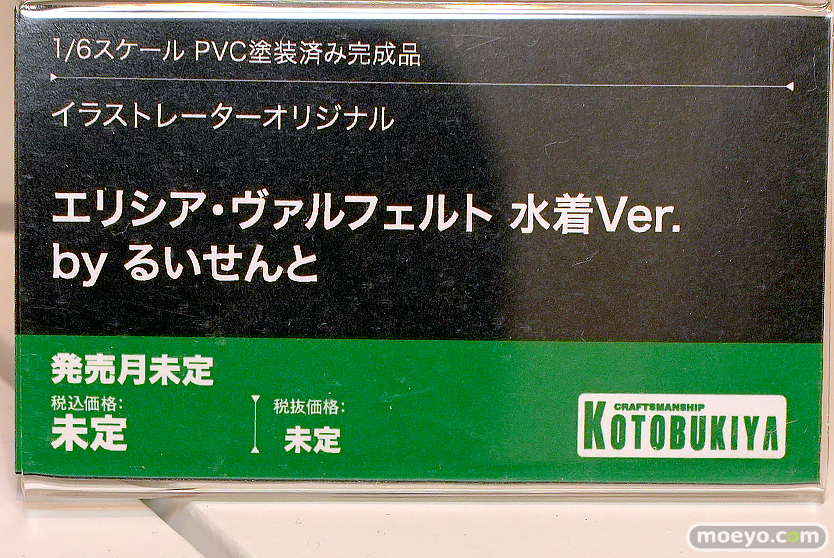 1/6スケール PVC塗装済み完成品
イラストレーターオリジナル
エリシア・ヴァルフェルト 水着Ver.
by るいせんと
発売月未定
税込価格:
未定
税抜価格:
未定
CRAFTSMANSHIP
KOTOBUKIYA
moeyo.com